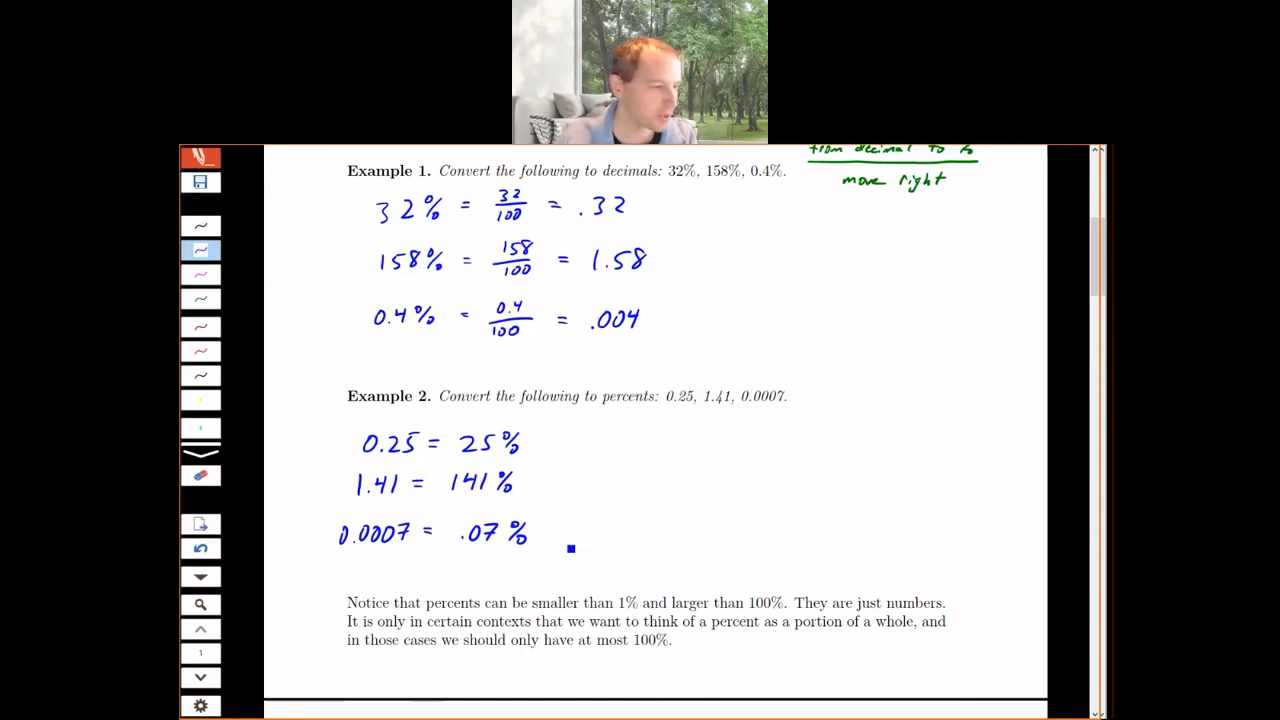 from decimal to %
move right
Example 1. Convert the following to decimals: 32%, 158%, 0.4%.
32% = 32/100 = .32
158% = 158/100 = 1.58
0.4% = 0.4/100 = .004
Example 2. Convert the following to percents: 0.25, 1.41, 0.0007.
0.25 = 25%
1.41 = 141%
0.0007 = .07%
Notice that percents can be smaller than 1% and larger than 100%. They are just numbers.
It is only in certain contexts that we want to think of a percent as a portion of a whole, and
in those cases we should only have at most 100%.
1